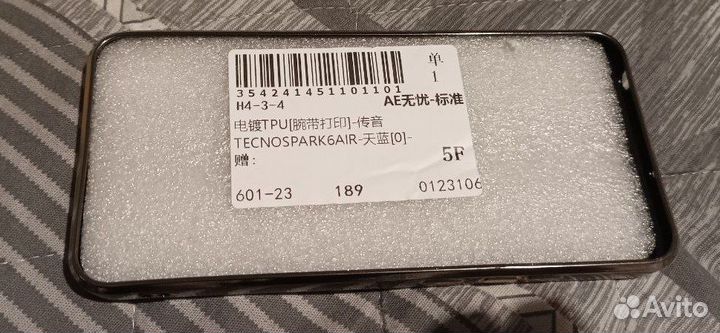 单
1
354241451101101
H4-3-4
AE无忧-标准
电镀TPU[腕带打印]-传音
TECNOSPARK6AIR-天蓝[0]-
赠:
5F
601-23 189 0123106
Avito